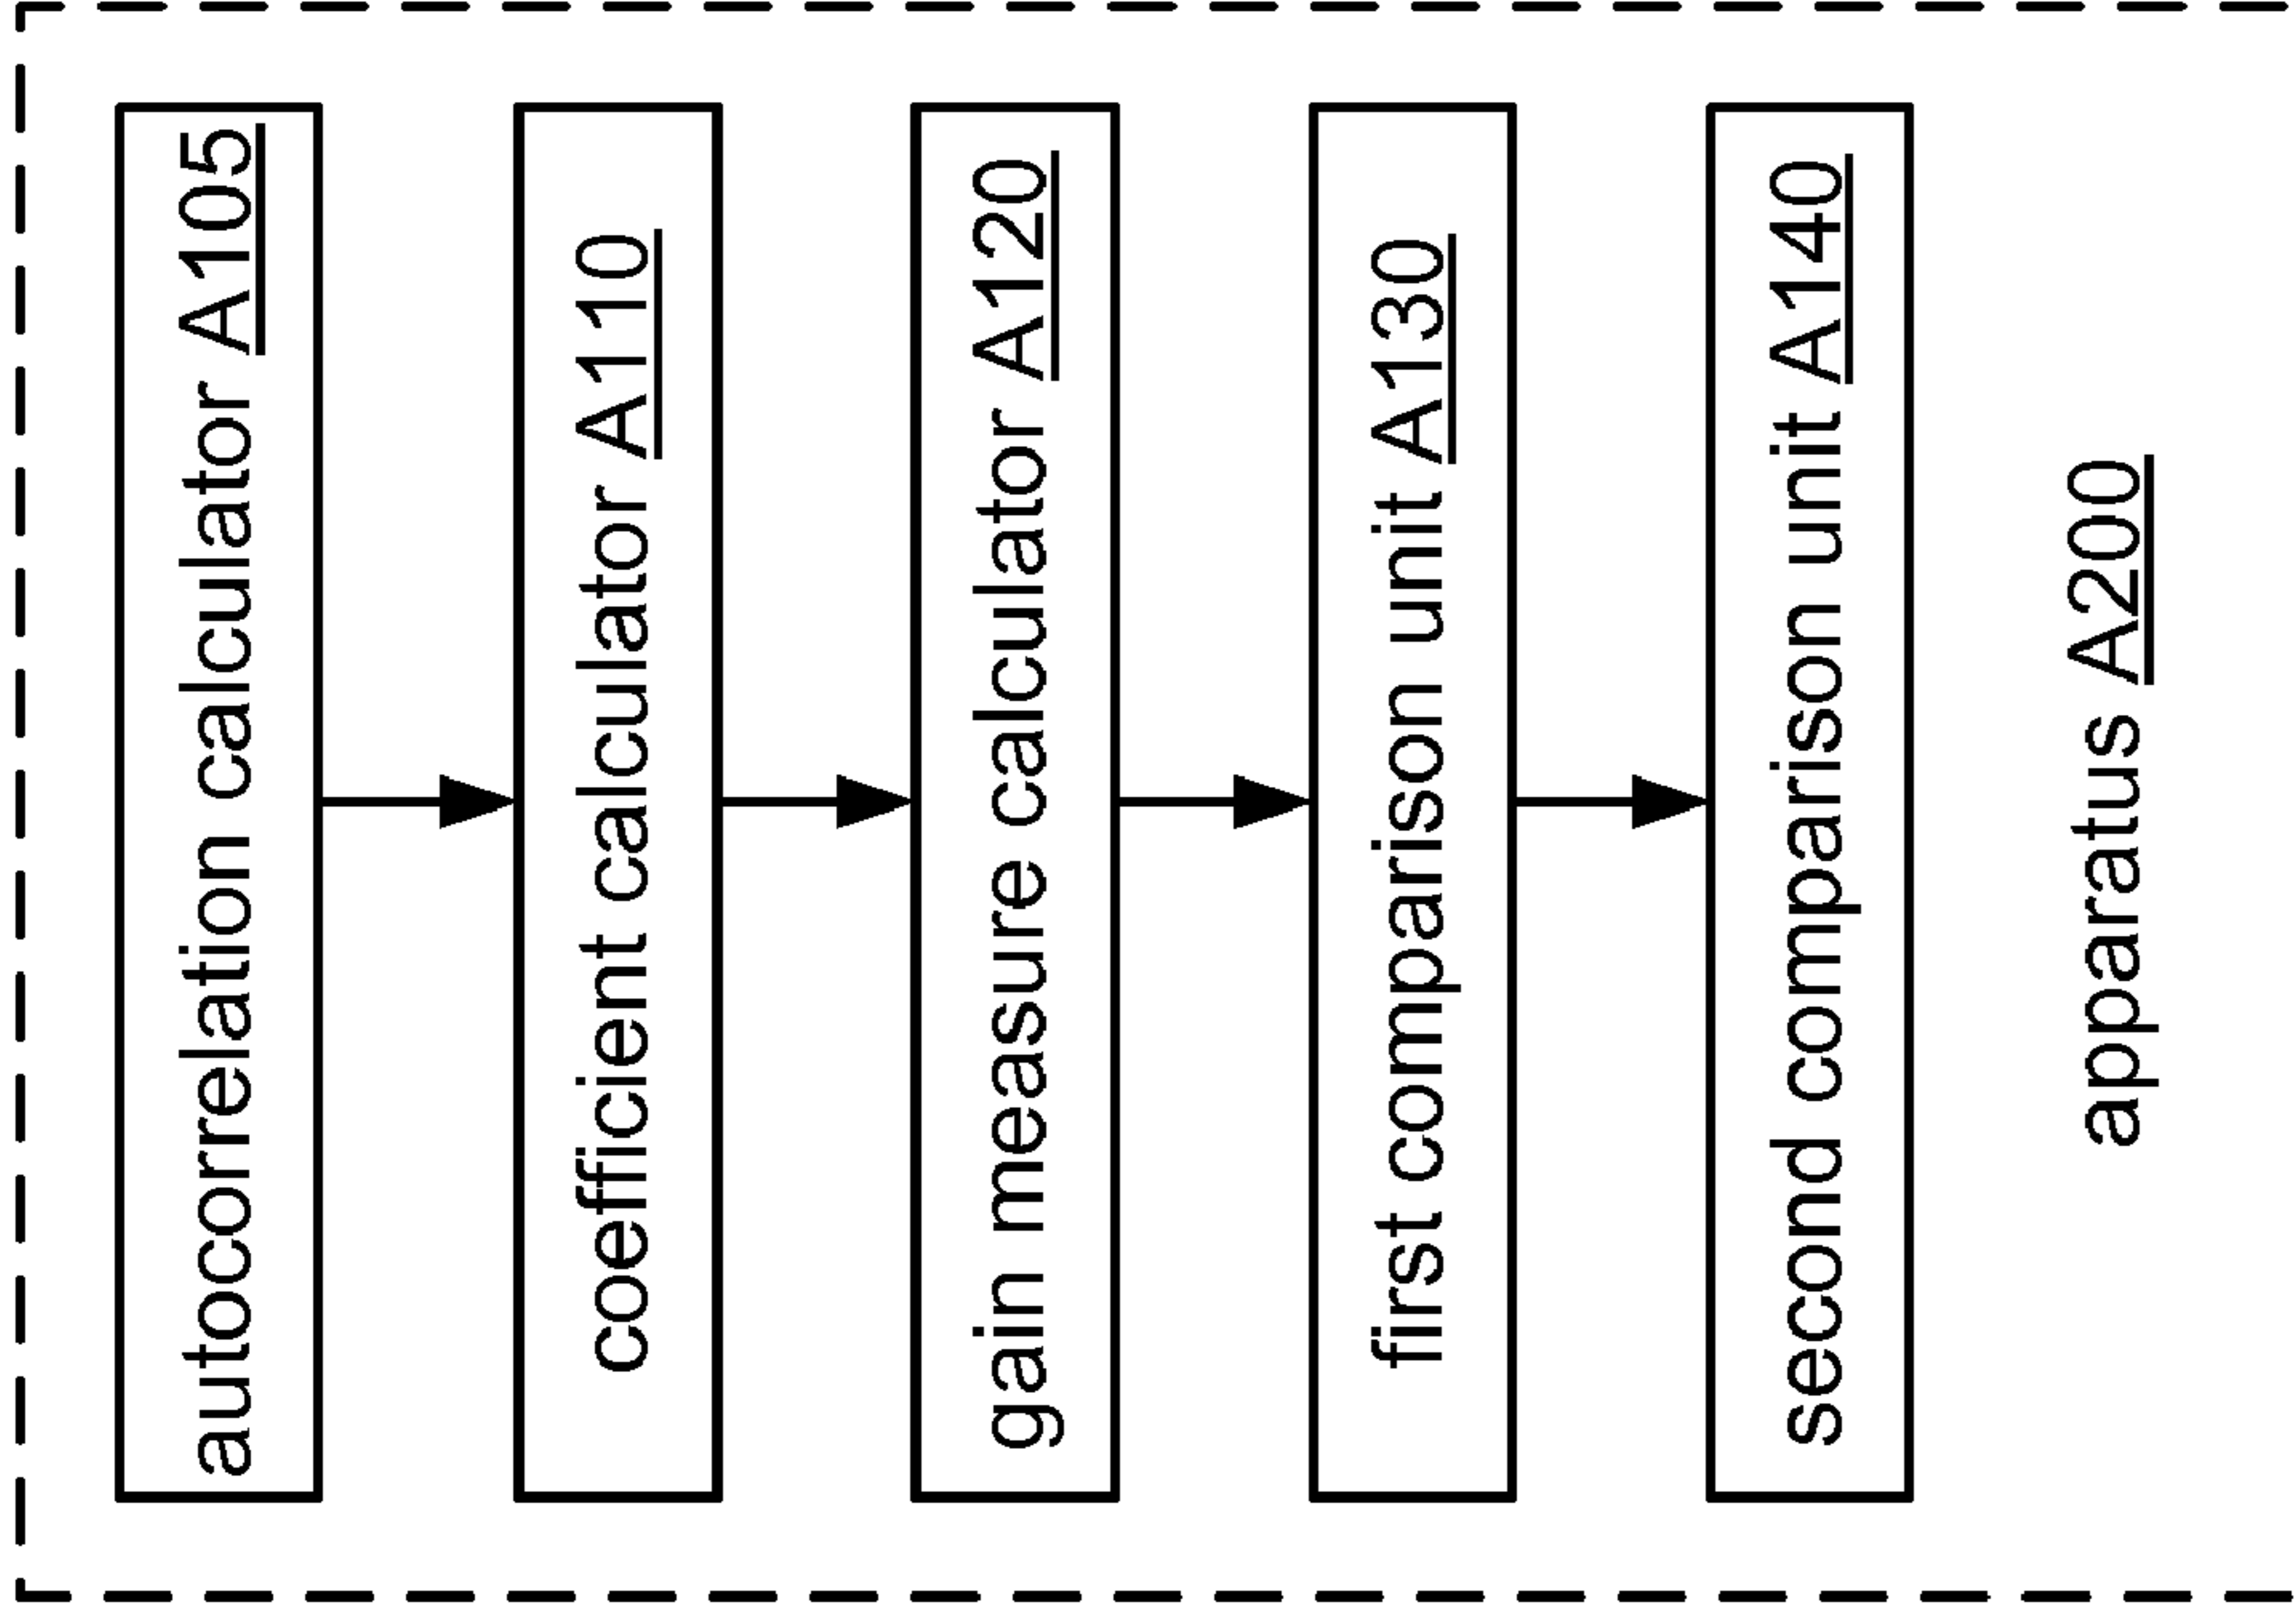 autocorrelation calculator A105
coefficient calculator A110
gain measure calculator A120
first comparison unit A130
second comparison unit A140
apparatus A200